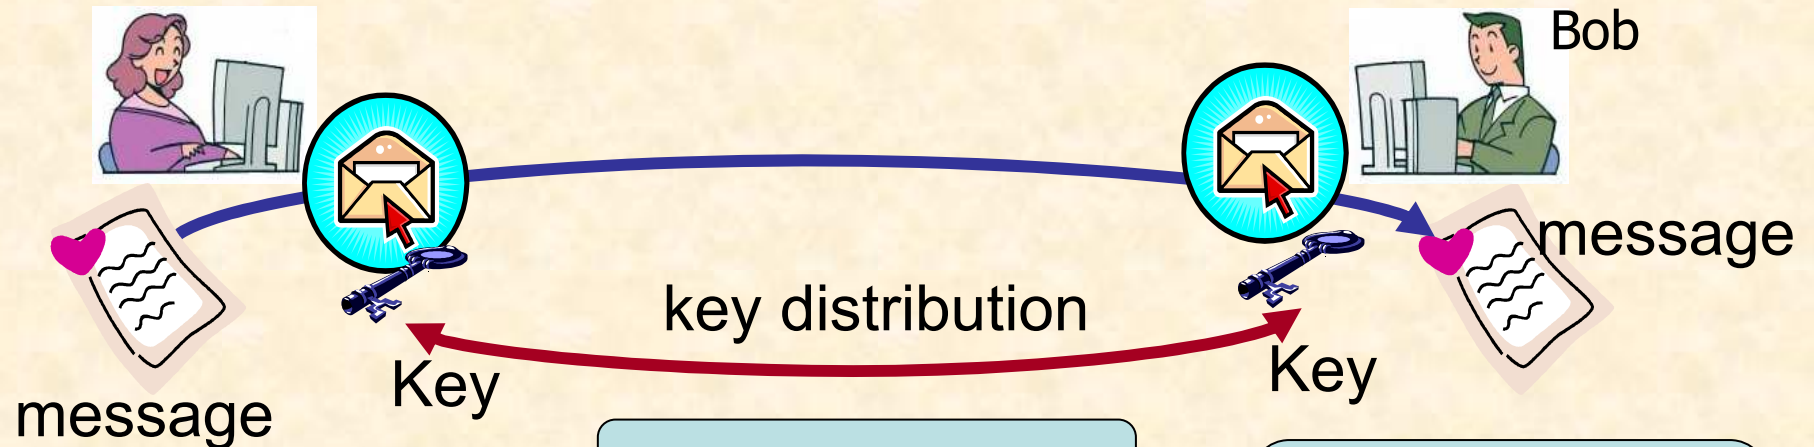 Bob
message
key distribution
Key
Key
message